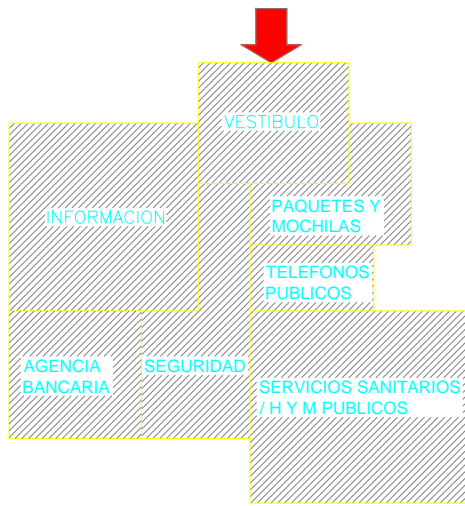 VESTIBULO
INFORMACION
PAQUETES Y
MOCHILAS
TELEFONOS
PUBLICOS
AGENCIA
BANCARIA
SEGURIDAD
SERVICIOS SANITARIOS
/ H Y M PUBLICOS